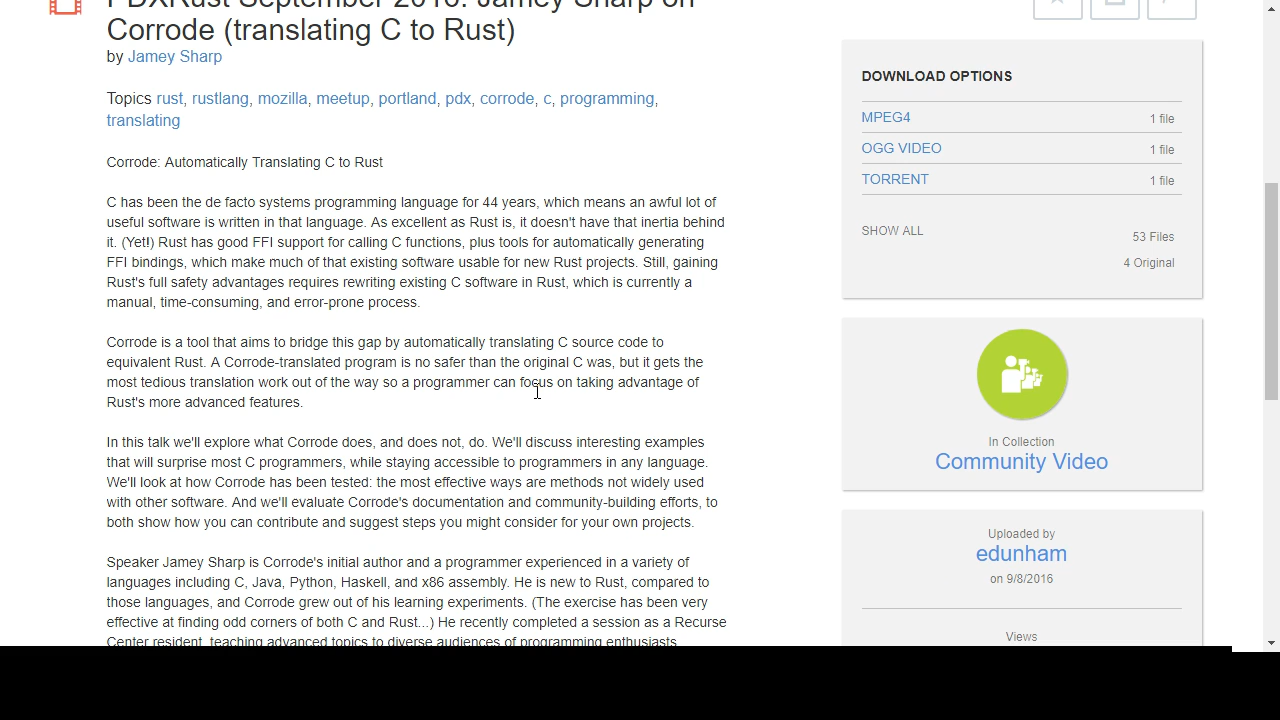 PDXRust September 2016: Jamey Sharp on
Corrode (translating C to Rust)
by Jamey Sharp
Topics rust, rustlang, mozilla, meetup, portland, pdx, corrode, c, programming,
translating
Corrode: Automatically Translating C to Rust
C has been the de facto systems programming language for 44 years, which means an awful lot of
useful software is written in that language. As excellent as Rust is, it doesn't have that inertia behind
it. (Yet!) Rust has good FFI support for calling C functions, plus tools for automatically generating
FFI bindings, which make much of that existing software usable for new Rust projects. Still, gaining
Rust's full safety advantages requires rewriting existing C software in Rust, which is currently a
manual, time-consuming, and error-prone process.
Corrode is a tool that aims to bridge this gap by automatically translating C source code to
equivalent Rust. A Corrode-translated program is no safer than the original C was, but it gets the
most tedious translation work out of the way so a programmer can focus on taking advantage of
Rust's more advanced features.
In this talk we'll explore what Corrode does, and does not, do. We'll discuss interesting examples
that will surprise most C programmers, while staying accessible to programmers in any language.
We'll look at how Corrode has been tested: the most effective ways are methods not widely used
with other software. And we'll evaluate Corrode's documentation and community-building efforts, to
both show how you can contribute and suggest steps you might consider for your own projects.
Speaker Jamey Sharp is Corrode's initial author and a programmer experienced in a variety of
languages including C, Java, Python, Haskell, and x86 assembly. He is new to Rust, compared to
those languages, and Corrode grew out of his learning experiments. (The exercise has been very
effective at finding odd corners of both C and Rust...) He recently completed a session as a Recurse
Center resident, teaching advanced topics to diverse audiences of programming enthusiasts.
DOWNLOAD OPTIONS
MPEG4 1 file
OGG VIDEO 1 file
TORRENT 1 file
SHOW ALL 53 Files
4 Original
In Collection
Community Video
Uploaded by
edunham
on 9/8/2016
Views